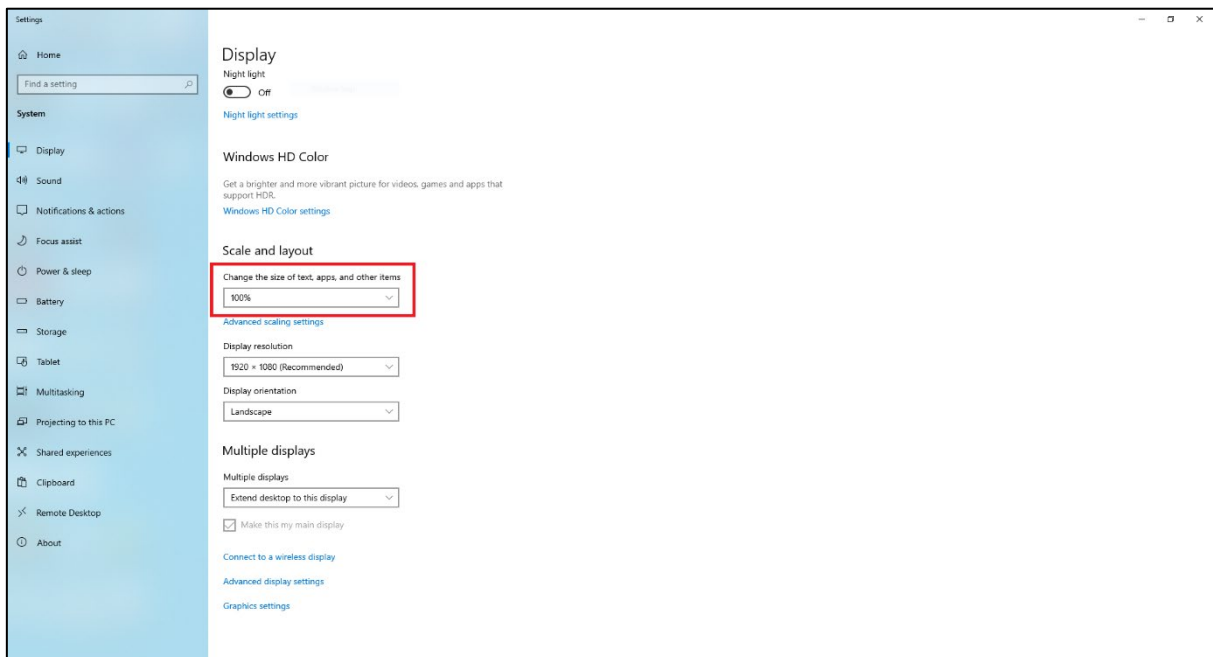 Settings
Home
Find a setting
System
Display
Sound
Notifications & actions
Focus assist
Power & sleep
Battery
Storage
Tablet
Multitasking
Projecting to this PC
Shared experiences
Clipboard
Remote Desktop
About
Display
Night light
Off
Night light settings
Windows HD Color
Get a brighter and more vibrant picture for videos, games and apps that
support HDR.
Windows HD Color settings
Scale and layout
Change the size of text, apps, and other items
100%
Advanced scaling settings
Display resolution
1920 × 1080 (Recommended)
Display orientation
Landscape
Multiple displays
Multiple displays
Extend desktop to this display
Make this my main display
Connect to a wireless display
Advanced display settings
Graphics settings